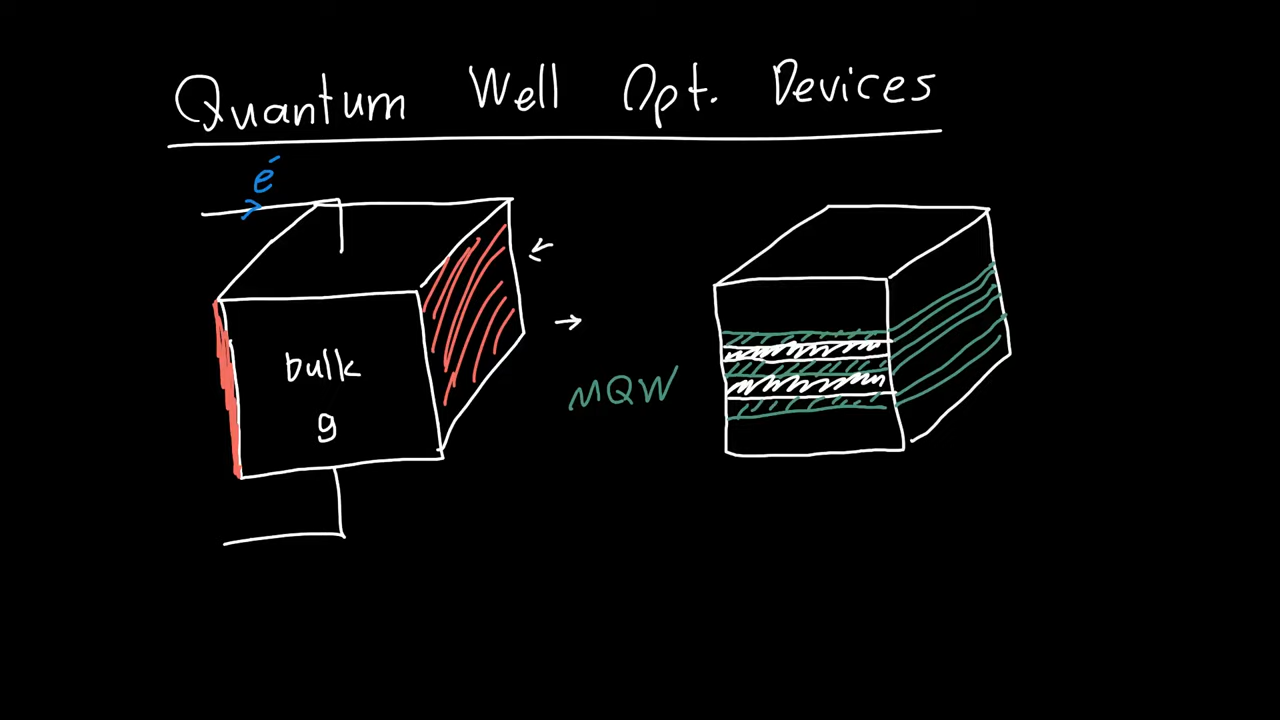 Quantum Well Opt. Devices
e⁻
bulk
g
MQW